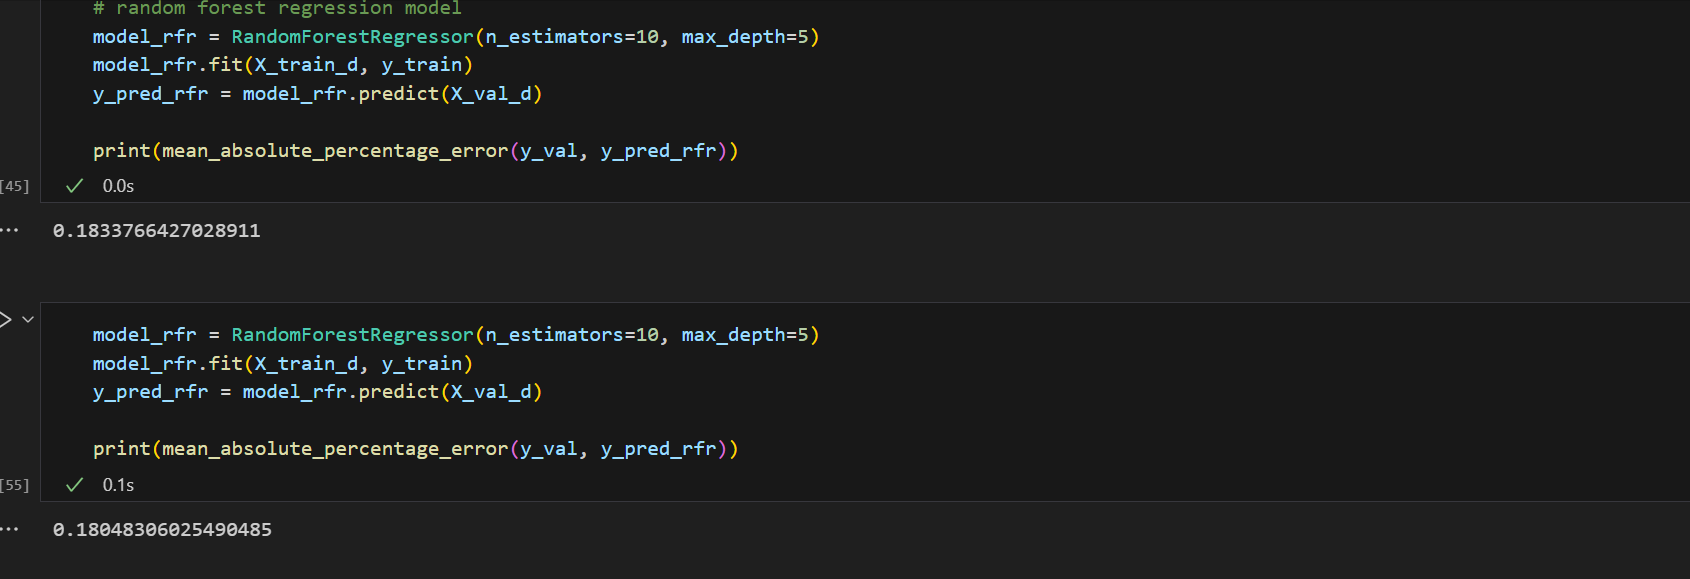 # random forest regression model
model_rfr = RandomForestRegressor(n_estimators=10, max_depth=5)
model_rfr.fit(X_train_d, y_train)
y_pred_rfr = model_rfr.predict(X_val_d)
print(mean_absolute_percentage_error(y_val, y_pred_rfr))
[45]
0.0s
0.1833766427028911
model_rfr = RandomForestRegressor(n_estimators=10, max_depth=5)
model_rfr.fit(X_train_d, y_train)
y_pred_rfr = model_rfr.predict(X_val_d)
print(mean_absolute_percentage_error(y_val, y_pred_rfr))
[55]
0.1s
0.18048306025490485